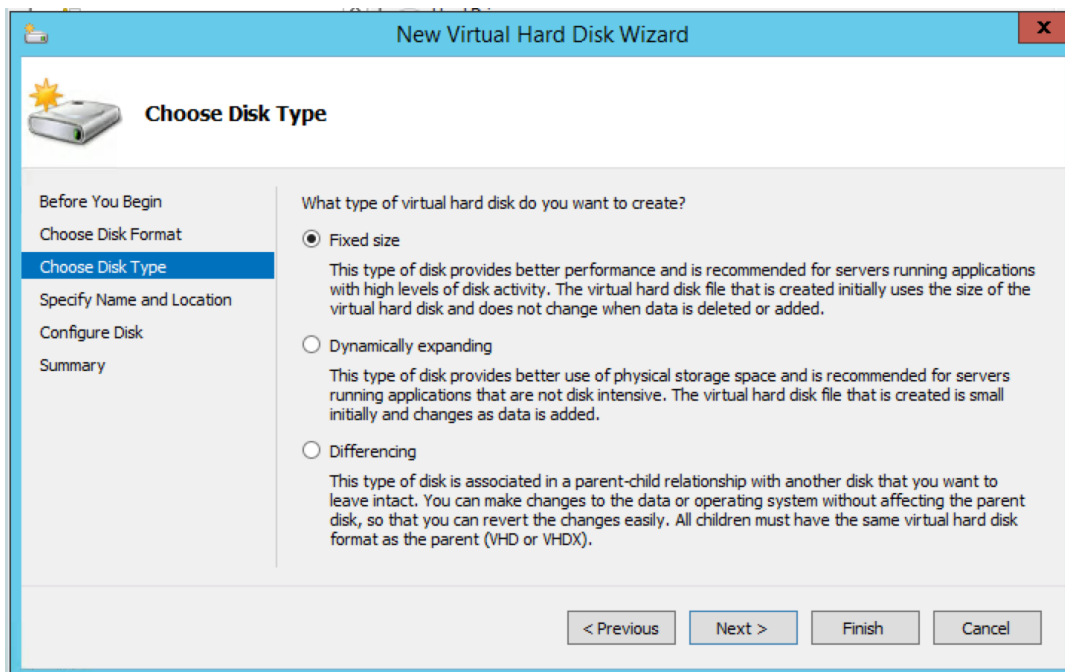 New Virtual Hard Disk Wizard
x
Choose Disk Type
Before You Begin
Choose Disk Format
Choose Disk Type
Specify Name and Location
Configure Disk
Summary
What type of virtual hard disk do you want to create?
Fixed size
This type of disk provides better performance and is recommended for servers running applications
with high levels of disk activity. The virtual hard disk file that is created initially uses the size of the
virtual hard disk and does not change when data is deleted or added.
Dynamically expanding
This type of disk provides better use of physical storage space and is recommended for servers
running applications that are not disk intensive. The virtual hard disk file that is created is small
initially and changes as data is added.
Differencing
This type of disk is associated in a parent-child relationship with another disk that you want to
leave intact. You can make changes to the data or operating system without affecting the parent
disk, so that you can revert the changes easily. All children must have the same virtual hard disk
format as the parent (VHD or VHDX).
< Previous
Next >
Finish
Cancel